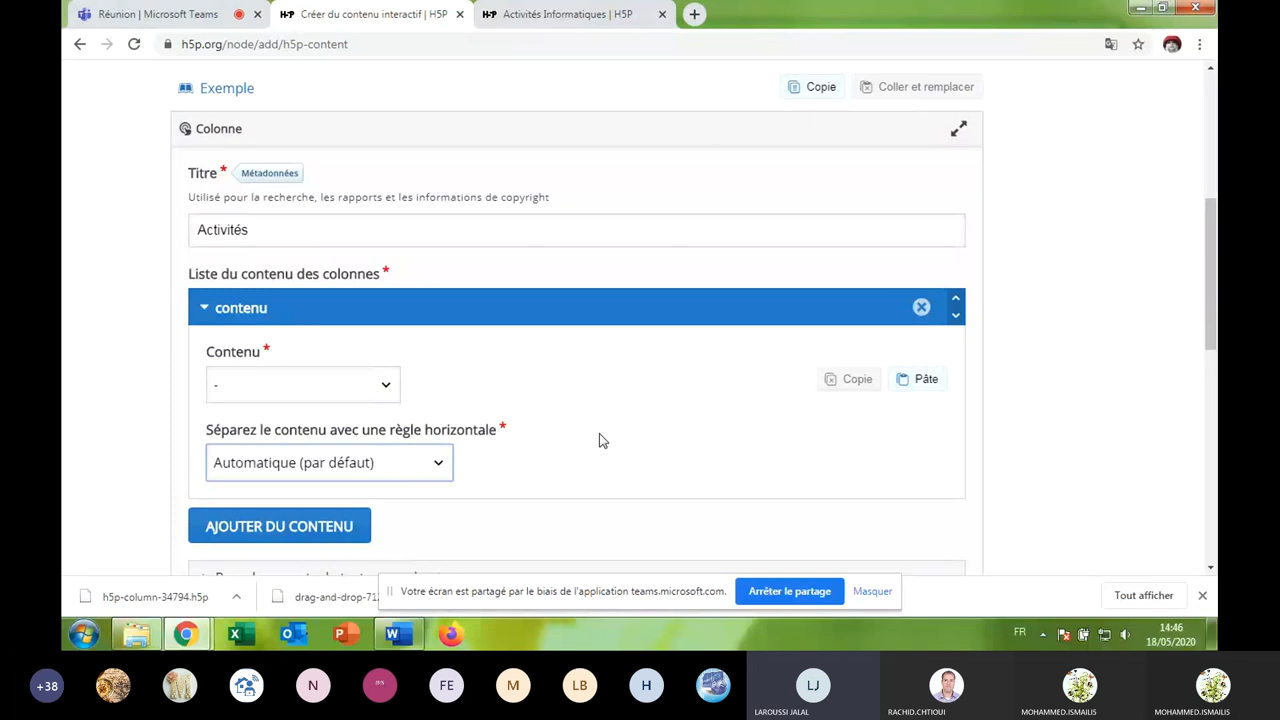 Réunion | Microsoft Teams
H-P Créer du contenu interactif | H5P
H-P Activités Informatiques | H5P
h5p.org/node/add/h5p-content
Exemple
Copie
Coller et remplacer
Colonne
Titre *
Métadonnées
Utilisé pour la recherche, les rapports et les informations de copyright
Activités
Liste du contenu des colonnes *
contenu
Contenu *
-
Copie
Pâte
Séparez le contenu avec une règle horizontale *
Automatique (par défaut)
AJOUTER DU CONTENU
Votre écran est partagé par le biais de l'application teams.microsoft.com.
Arrêter le partage
Masquer
h5p-column-34794.h5p
drag-and-drop-71
Tout afficher
FR
14:46
18/05/2020
+38
N
FE
M
LB
H
LJ
LAROUSSI JALAL
RACHID.CHTIOUI
MOHAMMED.ISMAILIS
MOHAMMED.ISMAILIS